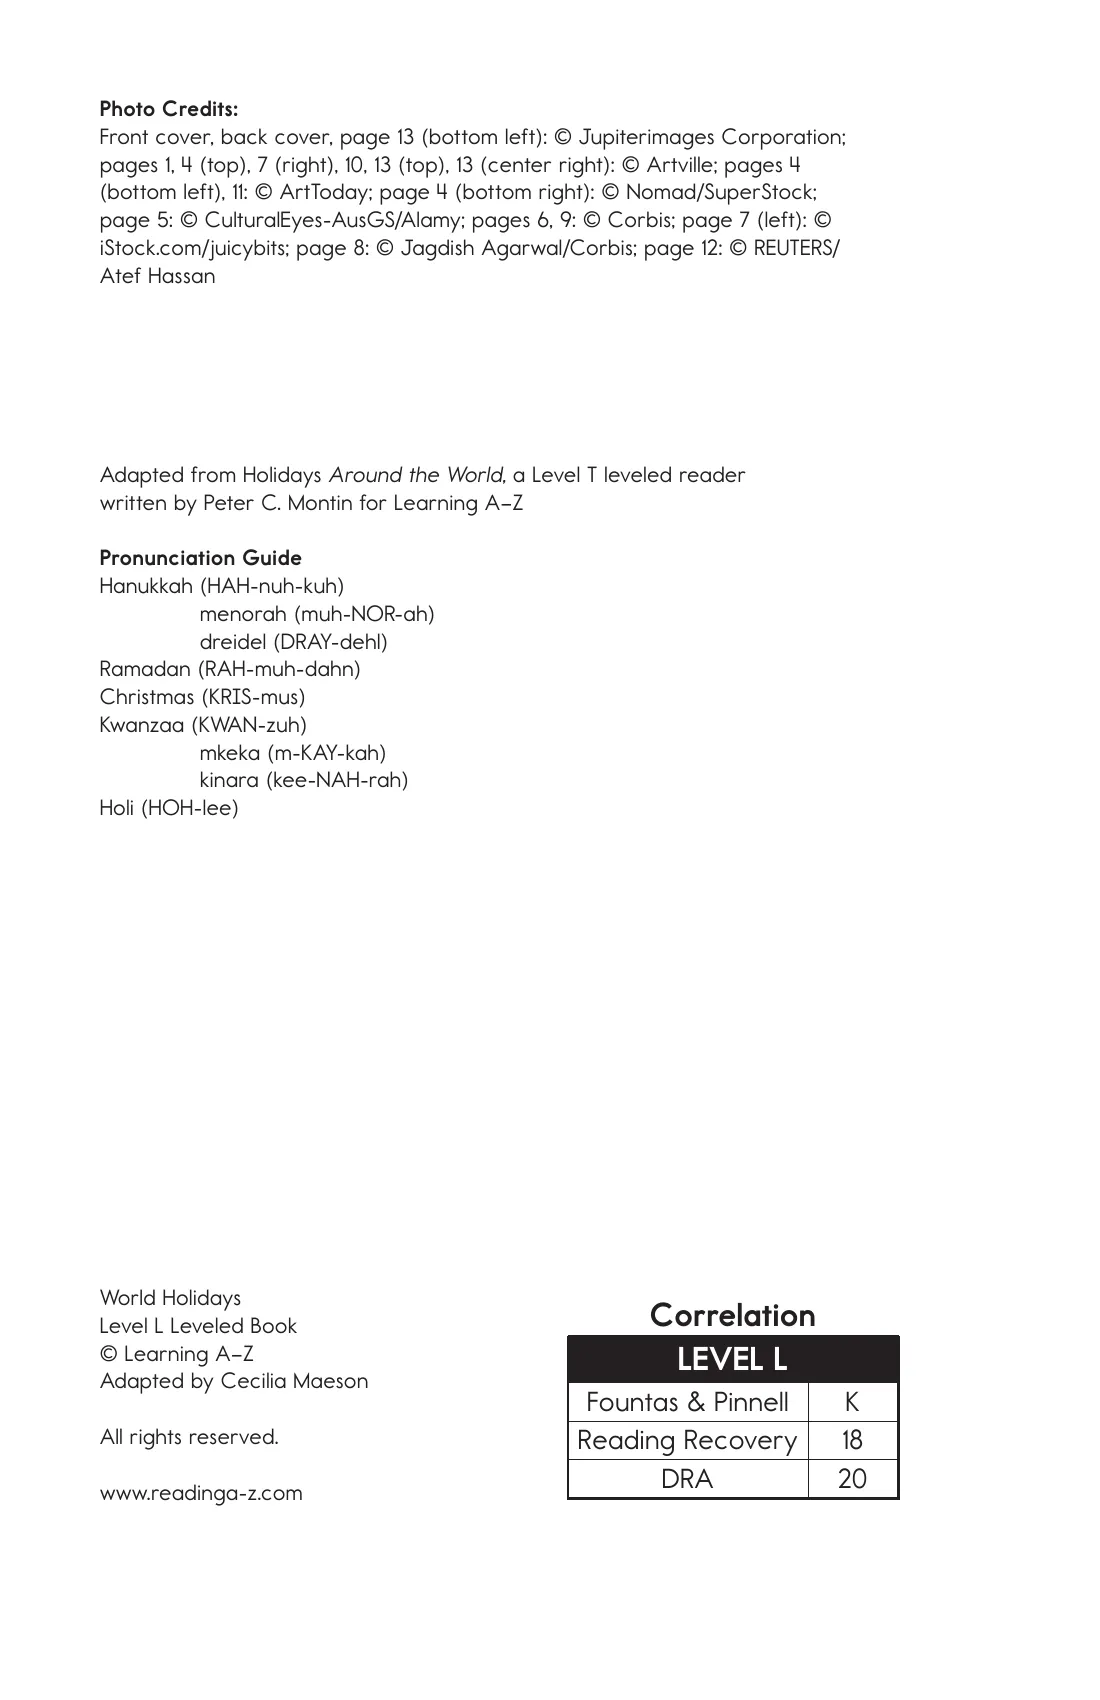 Photo Credits:
Front cover, back cover, page 13 (bottom left): © Jupiterimages Corporation;
pages 1, 4 (top), 7 (right), 10, 13 (top), 13 (center right): © Artville; pages 4
(bottom left), 11: © ArtToday; page 4 (bottom right): © Nomad/SuperStock;
page 5: © CulturalEyes-AusGS/Alamy; pages 6, 9: © Corbis; page 7 (left): ©
iStock.com/juicybits; page 8: © Jagdish Agarwal/Corbis; page 12: © REUTERS/
Atef Hassan
Adapted from Holidays Around the World, a Level T leveled reader
written by Peter C. Montin for Learning A–Z
Pronunciation Guide
Hanukkah (HAH-nuh-kuh)
menorah (muh-NOR-ah)
dreidel (DRAY-dehl)
Ramadan (RAH-muh-dahn)
Christmas (KRIS-mus)
Kwanzaa (KWAN-zuh)
mkeka (m-KAY-kah)
kinara (kee-NAH-rah)
Holi (HOH-lee)
World Holidays
Level L Leveled Book
© Learning A–Z
Adapted by Cecilia Maeson
All rights reserved.
www.readinga-z.com
Correlation
LEVEL L
Fountas & Pinnell K
Reading Recovery 18
DRA 20